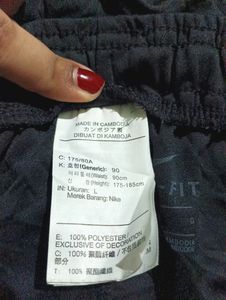 MADE IN CAMBODIA
カンボジア製
DIBUAT DI KAMBOJA
C: 175/80A
K: 호칭(Generic): 90
허리둘레(Waist): 90cm
(Height): 175-185cm
IN: Ukuran: L
Merek Barang: Nike
E: 100% POLYESTER
EXCLUSIVE OF DECORATION
C: 100% 聚酯纤维
部分
T: 100% 聚酯纖維
FIT